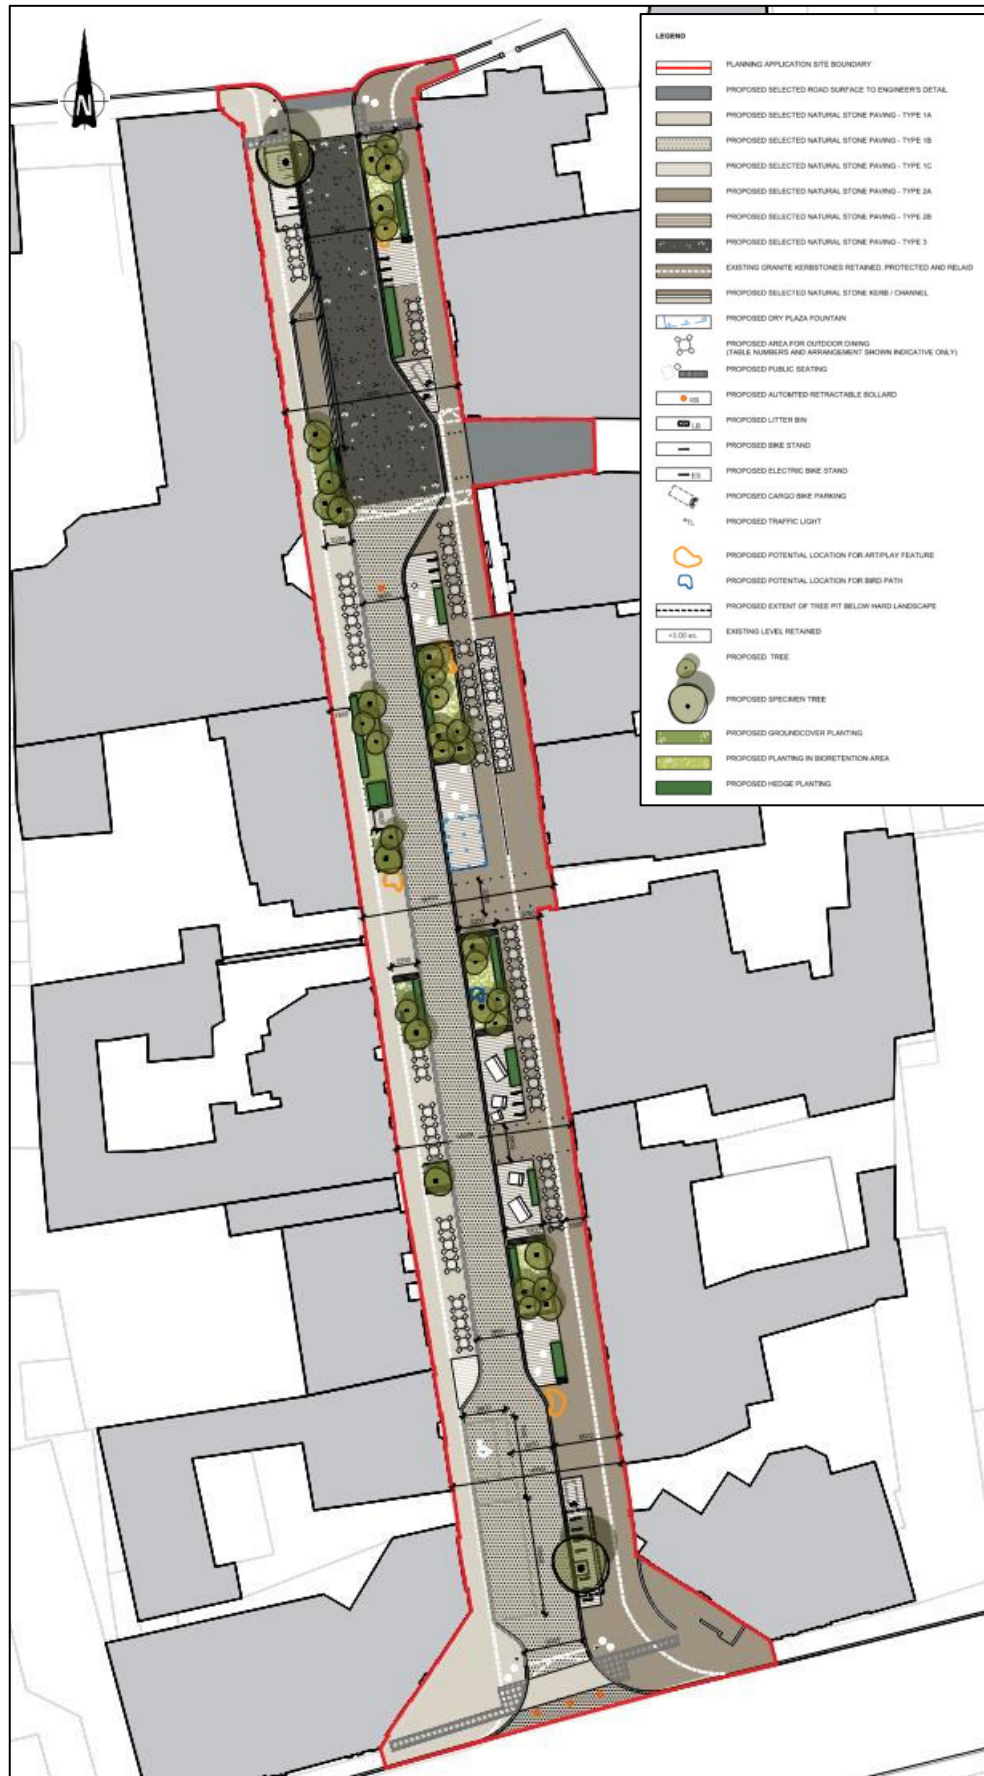 N
LEGEND
PLANNING APPLICATION SITE BOUNDARY
PROPOSED SELECTED ROAD SURFACE TO ENGINEER'S DETAIL
PROPOSED SELECTED NATURAL STONE PAVING - TYPE 1A
PROPOSED SELECTED NATURAL STONE PAVING - TYPE 1B
PROPOSED SELECTED NATURAL STONE PAVING - TYPE 1C
PROPOSED SELECTED NATURAL STONE PAVING - TYPE 2A
PROPOSED SELECTED NATURAL STONE PAVING - TYPE 2B
PROPOSED SELECTED NATURAL STONE PAVING - TYPE 3
EXISTING GRANITE KERBSTONES RETAINED, PROTECTED AND RELAID
PROPOSED SELECTED NATURAL STONE KERB / CHANNEL
PROPOSED DRY PLAZA FOUNTAIN
PROPOSED AREA FOR OUTDOOR DINING
(TABLE NUMBERS AND ARRANGEMENT SHOWN INDICATIVE ONLY)
PROPOSED PUBLIC SEATING
RB PROPOSED AUTOMTED RETRACTABLE BOLLARD
LB PROPOSED LITTER BIN
PROPOSED BIKE STAND
ES PROPOSED ELECTRIC BIKE STAND
PROPOSED CARGO BIKE PARKING
TL PROPOSED TRAFFIC LIGHT
PROPOSED POTENTIAL LOCATION FOR ART/PLAY FEATURE
PROPOSED POTENTIAL LOCATION FOR BIRD PATH
PROPOSED EXTENT OF TREE PIT BELOW HARD LANDSCAPE
+3.00 ex. EXISTING LEVEL RETAINED
PROPOSED TREE
PROPOSED SPECIMEN TREE
PROPOSED GROUNDCOVER PLANTING
PROPOSED PLANTING IN BIORETENTION AREA
PROPOSED HEDGE PLANTING